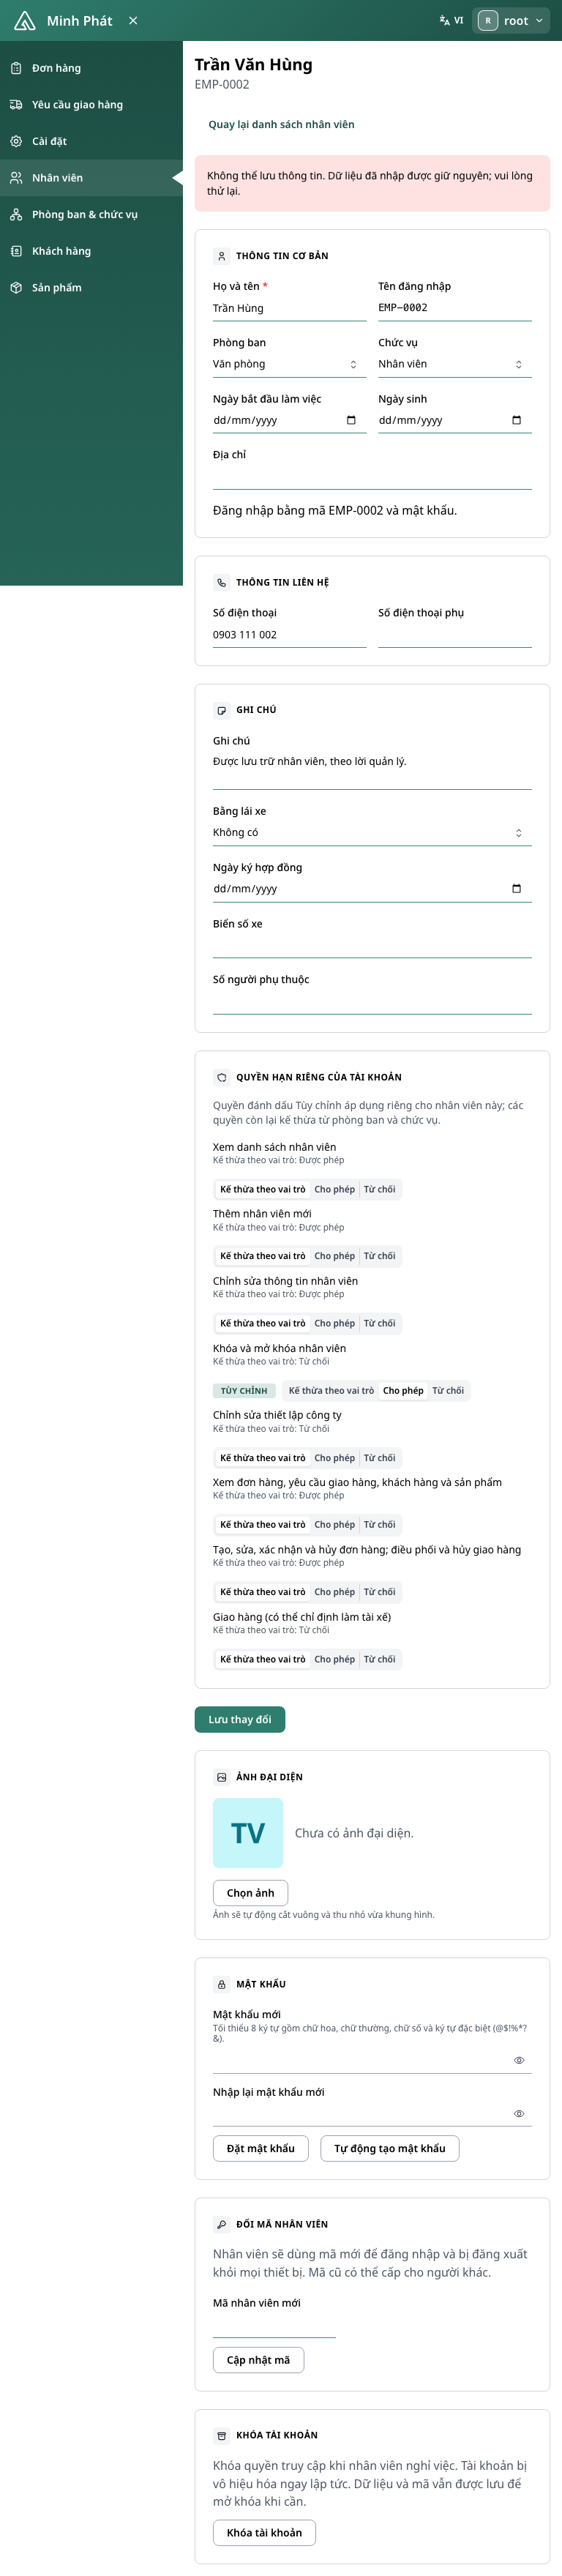 Minh Phát
VI
R
root
Đơn hàng
Yêu cầu giao hàng
Cài đặt
Nhân viên
Phòng ban & chức vụ
Khách hàng
Sản phẩm
Trần Văn Hùng
EMP-0002
Quay lại danh sách nhân viên
Không thể lưu thông tin. Dữ liệu đã nhập được giữ nguyên; vui lòng
thử lại.
THÔNG TIN CƠ BẢN
Họ và tên *
Tên đăng nhập
Trần Hùng
EMP-0002
Phòng ban
Chức vụ
Văn phòng
Nhân viên
Ngày bắt đầu làm việc
Ngày sinh
dd/mm/yyyy
dd/mm/yyyy
Địa chỉ
Đăng nhập bằng mã EMP-0002 và mật khẩu.
THÔNG TIN LIÊN HỆ
Số điện thoại
Số điện thoại phụ
0903 111 002
GHI CHÚ
Ghi chú
Được lưu trữ nhân viên, theo lời quản lý.
Bằng lái xe
Không có
Ngày ký hợp đồng
dd/mm/yyyy
Biển số xe
Số người phụ thuộc
QUYỀN HẠN RIÊNG CỦA TÀI KHOẢN
Quyền đánh dấu Tùy chỉnh áp dụng riêng cho nhân viên này; các
quyền còn lại kế thừa từ phòng ban và chức vụ.
Xem danh sách nhân viên
Kế thừa theo vai trò: Được phép
Kế thừa theo vai trò Cho phép Từ chối
Thêm nhân viên mới
Kế thừa theo vai trò: Được phép
Kế thừa theo vai trò Cho phép Từ chối
Chỉnh sửa thông tin nhân viên
Kế thừa theo vai trò: Được phép
Kế thừa theo vai trò Cho phép Từ chối
Khóa và mở khóa nhân viên
Kế thừa theo vai trò: Từ chối
TÙY CHỈNH Kế thừa theo vai trò Cho phép Từ chối
Chỉnh sửa thiết lập công ty
Kế thừa theo vai trò: Từ chối
Kế thừa theo vai trò Cho phép Từ chối
Xem đơn hàng, yêu cầu giao hàng, khách hàng và sản phẩm
Kế thừa theo vai trò: Được phép
Kế thừa theo vai trò Cho phép Từ chối
Tạo, sửa, xác nhận và hủy đơn hàng; điều phối và hủy giao hàng
Kế thừa theo vai trò: Được phép
Kế thừa theo vai trò Cho phép Từ chối
Giao hàng (có thể chỉ định làm tài xế)
Kế thừa theo vai trò: Từ chối
Kế thừa theo vai trò Cho phép Từ chối
Lưu thay đổi
ẢNH ĐẠI DIỆN
TV
Chưa có ảnh đại diện.
Chọn ảnh
Ảnh sẽ tự động cắt vuông và thu nhỏ vừa khung hình.
MẬT KHẨU
Mật khẩu mới
Tối thiểu 8 ký tự gồm chữ hoa, chữ thường, chữ số và ký tự đặc biệt (@$!%*?
&).
Nhập lại mật khẩu mới
Đặt mật khẩu
Tự động tạo mật khẩu
ĐỔI MÃ NHÂN VIÊN
Nhân viên sẽ dùng mã mới để đăng nhập và bị đăng xuất
khỏi mọi thiết bị. Mã cũ có thể cấp cho người khác.
Mã nhân viên mới
Cập nhật mã
KHÓA TÀI KHOẢN
Khóa quyền truy cập khi nhân viên nghỉ việc. Tài khoản bị
vô hiệu hóa ngay lập tức. Dữ liệu và mã vẫn được lưu để
mở khóa khi cần.
Khóa tài khoản